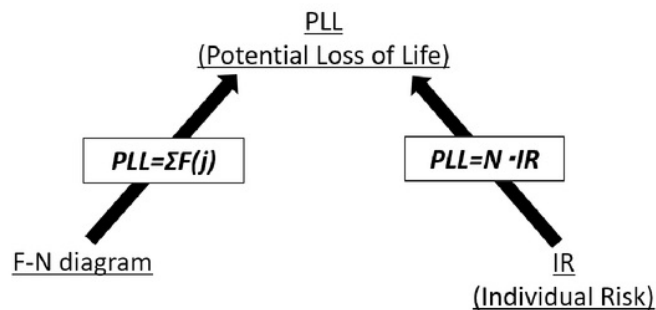 PLL
(Potential Loss of Life)
PLL=ΣF(j)
PLL=N·IR
F-N diagram
IR
(Individual Risk)